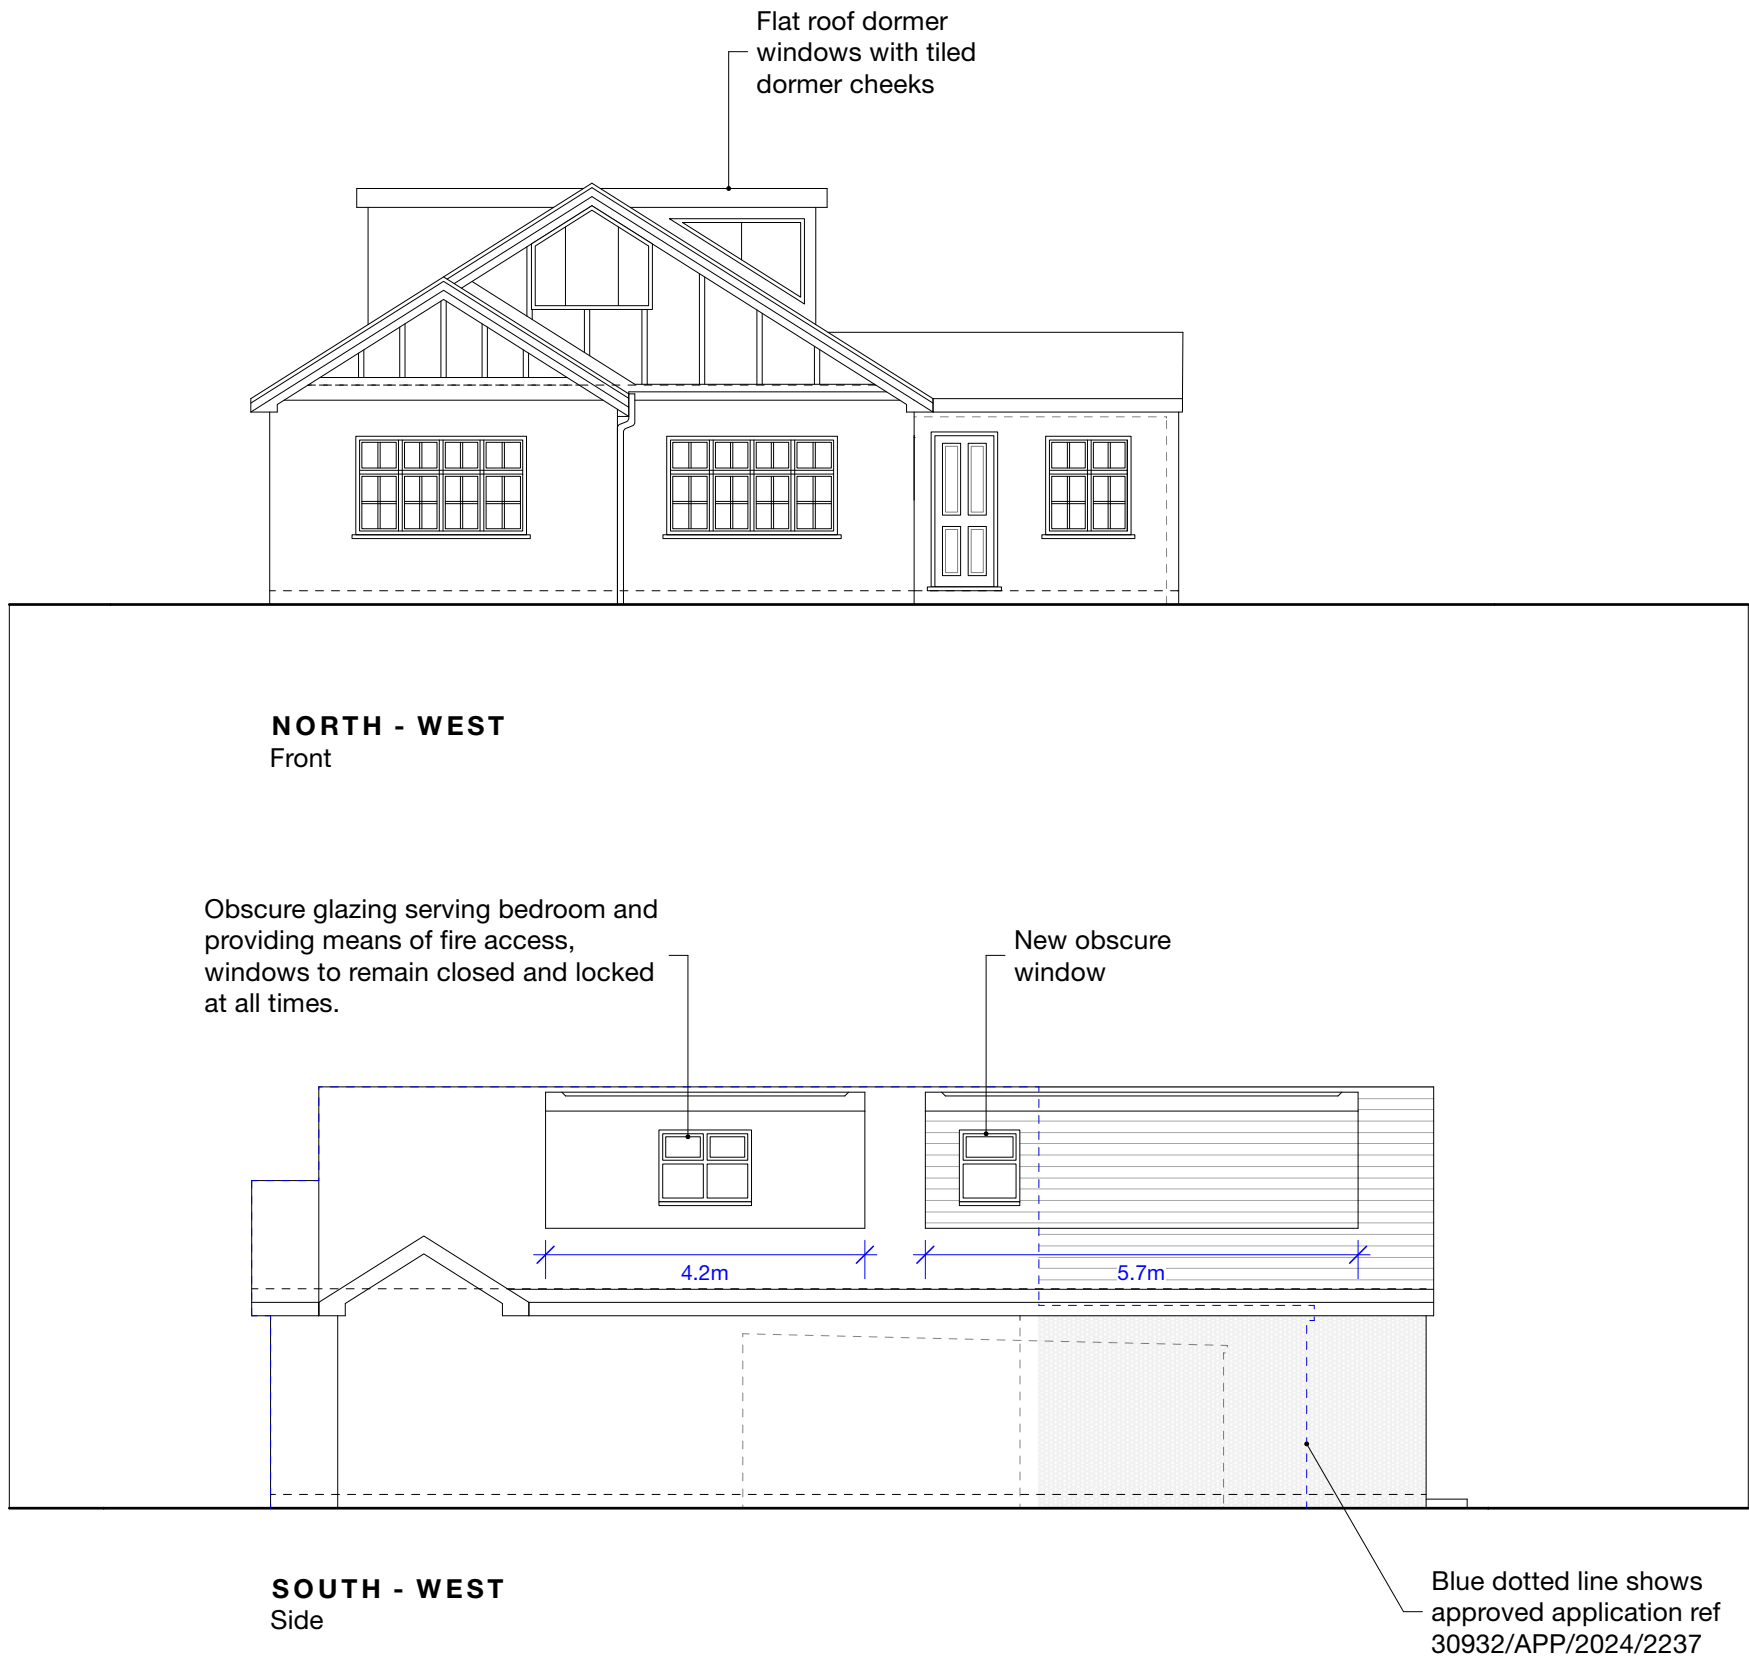 Flat roof dormer
windows with tiled
dormer cheeks
NORTH - WEST
Front
Obscure glazing serving bedroom and
providing means of fire access,
windows to remain closed and locked
at all times.
New obscure
window
4.2m
5.7m
SOUTH - WEST
Side
Blue dotted line shows
approved application ref
30932/APP/2024/2237